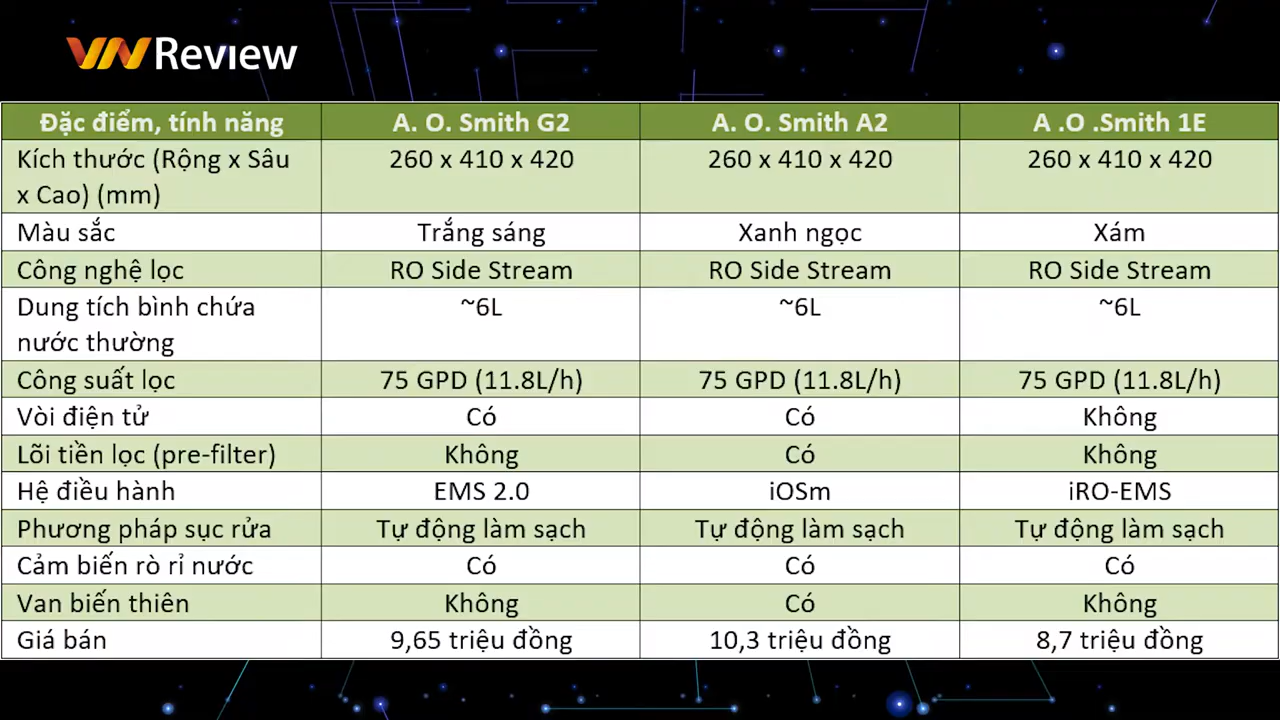 VNReview
Đặc điểm, tính năng A. O. Smith G2 A. O. Smith A2 A .O .Smith 1E
Kích thước (Rộng x Sâu 260 x 410 x 420 260 x 410 x 420 260 x 410 x 420
x Cao) (mm)
Màu sắc Trắng sáng Xanh ngọc Xám
Công nghệ lọc RO Side Stream RO Side Stream RO Side Stream
Dung tích bình chứa ~6L ~6L ~6L
nước thường
Công suất lọc 75 GPD (11.8L/h) 75 GPD (11.8L/h) 75 GPD (11.8L/h)
Vòi điện tử Có Có Không
Lõi tiền lọc (pre-filter) Không Có Không
Hệ điều hành EMS 2.0 iOSm iRO-EMS
Phương pháp sục rửa Tự động làm sạch Tự động làm sạch Tự động làm sạch
Cảm biến rò rỉ nước Có Có Có
Van biến thiên Không Có Không
Giá bán 9,65 triệu đồng 10,3 triệu đồng 8,7 triệu đồng